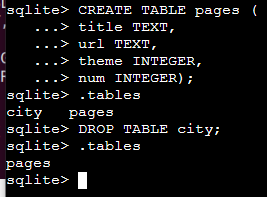 sqlite> CREATE TABLE pages (
...> title TEXT,
...> url TEXT,
...> theme INTEGER,
...> num INTEGER);
sqlite> .tables
city   pages
sqlite> DROP TABLE city;
sqlite> .tables
pages
sqlite>